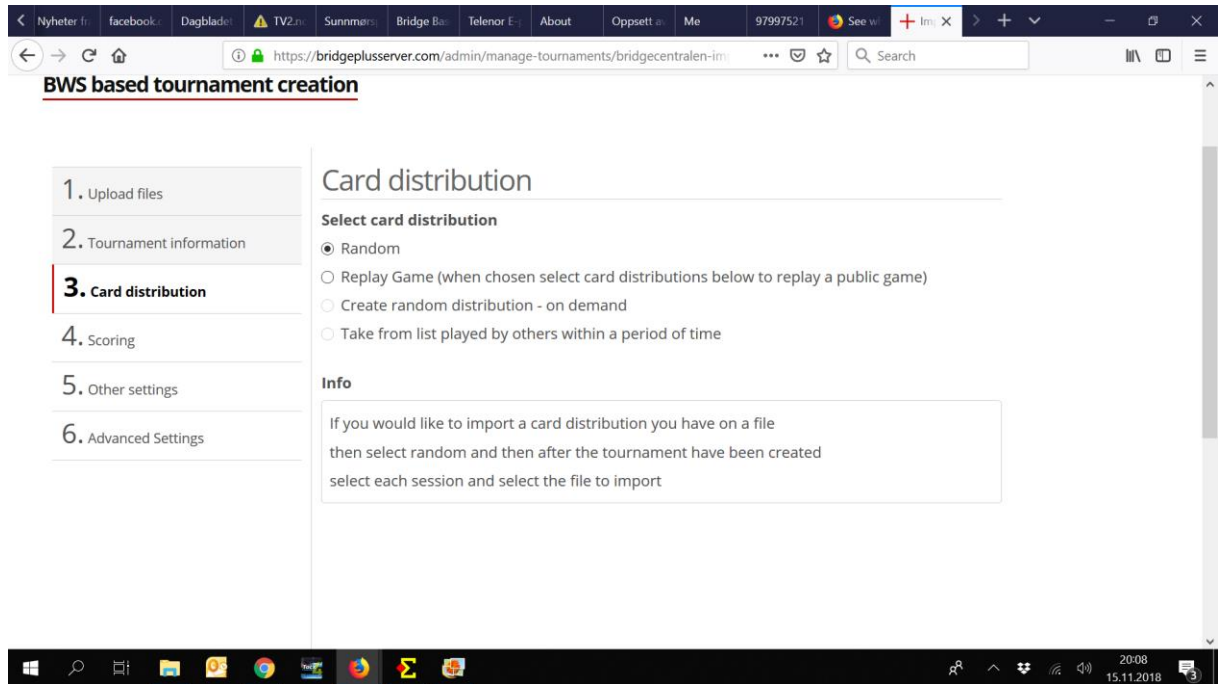 Nyheter fr
facebook.c
Dagbladet
TV2.no
Sunnmørsp
Bridge Bas
Telenor E-p
About
Oppsett av
Me
97997521
See wh
Imp
https://bridgeplusserver.com/admin/manage-tournaments/bridgecentralen-im
Search
BWS based tournament creation
1. Upload files
2. Tournament information
3. Card distribution
4. Scoring
5. Other settings
6. Advanced Settings
Card distribution
Select card distribution
Random
Replay Game (when chosen select card distributions below to replay a public game)
Create random distribution - on demand
Take from list played by others within a period of time
Info
If you would like to import a card distribution you have on a file
then select random and then after the tournament have been created
select each session and select the file to import
20:08
15.11.2018
3